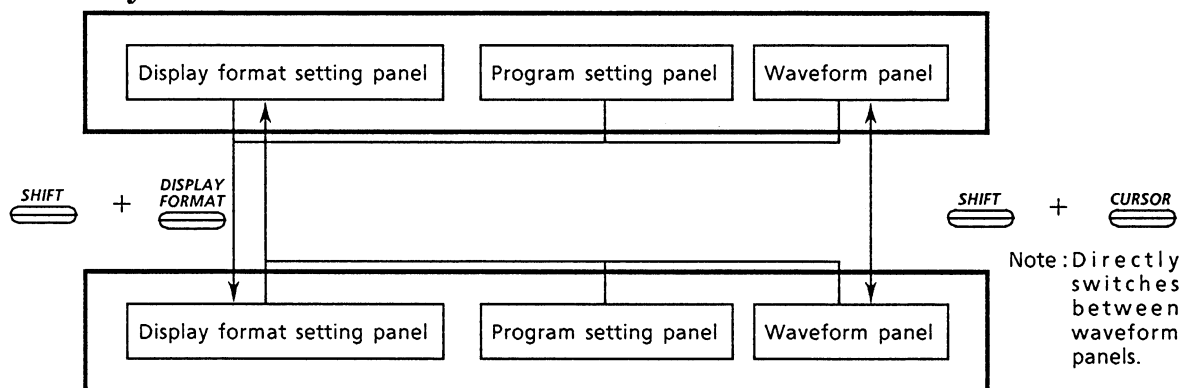 Display format setting panel
Program setting panel
Waveform panel
SHIFT
+
DISPLAY
FORMAT
SHIFT
+
CURSOR
Note : Directly
switches
between
waveform
panels.
Display format setting panel
Program setting panel
Waveform panel